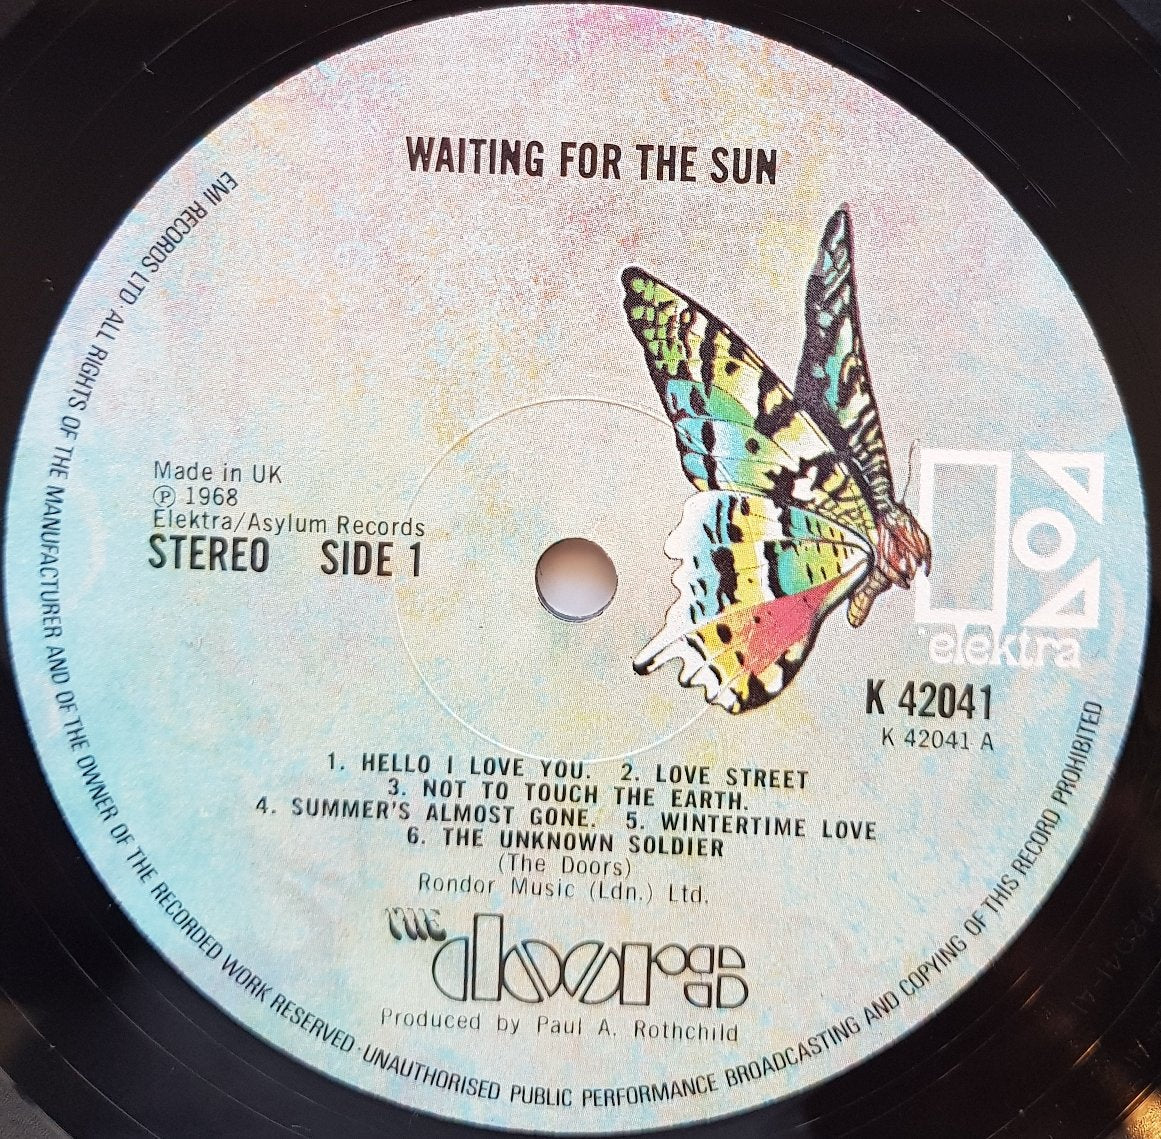 WAITING FOR THE SUN
Made in UK
℗ 1968
Elektra/Asylum Records
STEREO SIDE 1
elektra
K 42041
K 42041 A
1. HELLO I LOVE YOU. 2. LOVE STREET
3. NOT TO TOUCH THE EARTH.
4. SUMMER'S ALMOST GONE. 5. WINTERTIME LOVE
6. THE UNKNOWN SOLDIER
(The Doors)
Rondor Music (Ldn.) Ltd.
THE doors
Produced by Paul A. Rothchild
EMI RECORDS LTD ALL RIGHTS OF THE MANUFACTURER AND OF THE OWNER OF THE RECORDED WORK RESERVED · UNAUTHORISED PUBLIC PERFORMANCE BROADCASTING AND COPYING OF THIS RECORD PROHIBITED